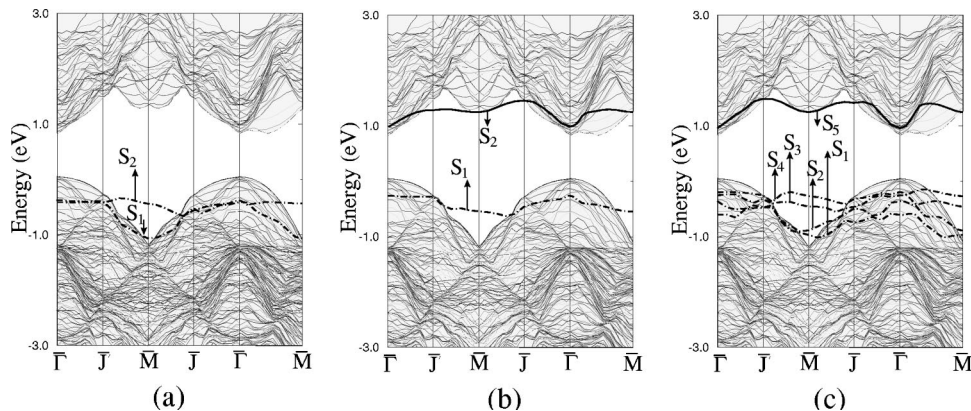 3.0
1.0
-1.0
-3.0
Energy (eV)
S2
S1
Γ̄ J̄ M̄ J̄ Γ̄ M̄
(a)
3.0
1.0
-1.0
-3.0
Energy (eV)
S2
S1
Γ̄ J̄ M̄ J̄ Γ̄ M̄
(b)
3.0
1.0
-1.0
-3.0
Energy (eV)
S5
S3
S1
S4
S2
Γ̄ J̄ M̄ J̄ Γ̄ M̄
(c)